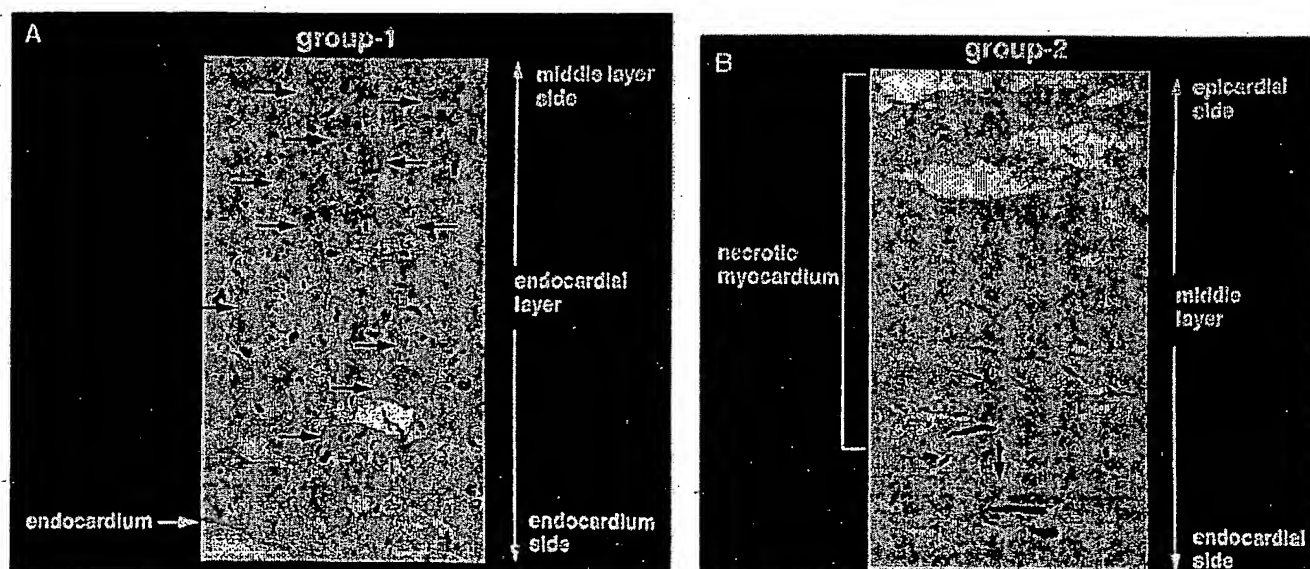 A
group-1
middle layer
side
endocardial
layer
endocardium
endocardium
side
B
group-2
epicardial
side
necrotic
myocardium
middle
layer
endocardial
side